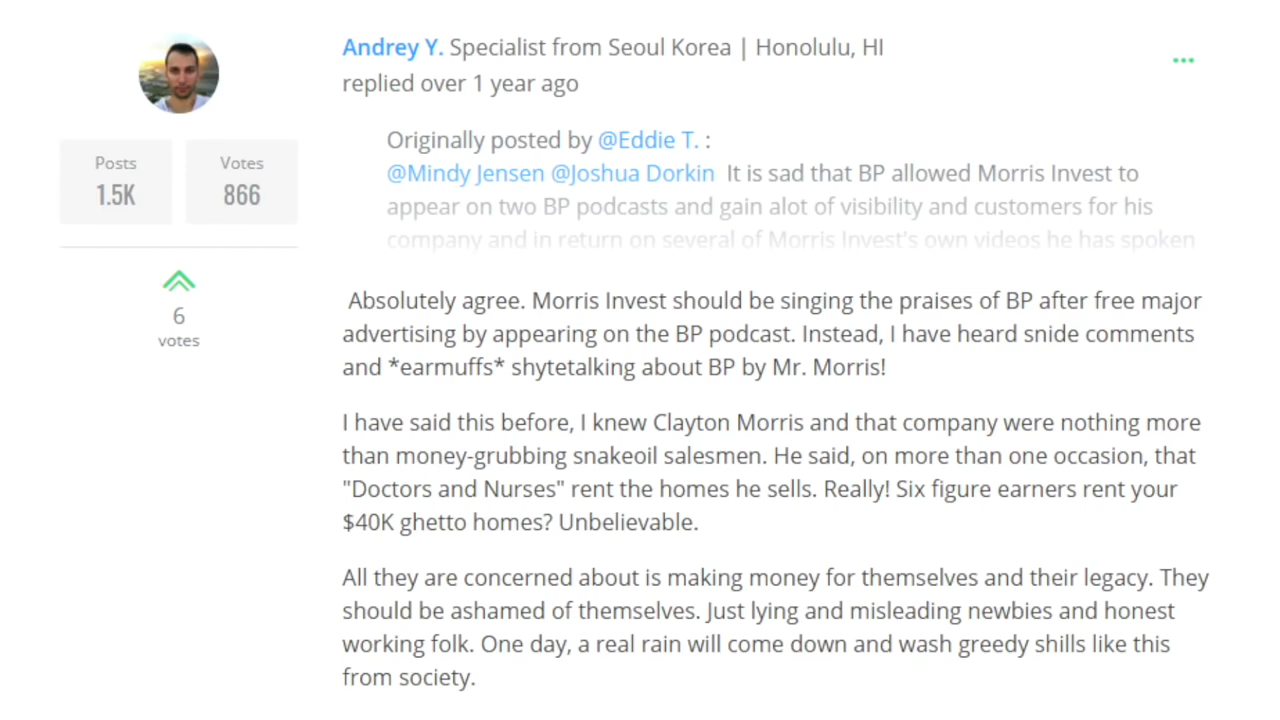 Andrey Y. Specialist from Seoul Korea | Honolulu, HI
replied over 1 year ago
Posts
1.5K
Votes
866
6
votes
Originally posted by @Eddie T. :
@Mindy Jensen @Joshua Dorkin It is sad that BP allowed Morris Invest to
appear on two BP podcasts and gain alot of visibility and customers for his
company and in return on several of Morris Invest's own videos he has spoken
Absolutely agree. Morris Invest should be singing the praises of BP after free major
advertising by appearing on the BP podcast. Instead, I have heard snide comments
and *earmuffs* shytetalking about BP by Mr. Morris!
I have said this before, I knew Clayton Morris and that company were nothing more
than money-grubbing snakeoil salesmen. He said, on more than one occasion, that
"Doctors and Nurses" rent the homes he sells. Really! Six figure earners rent your
$40K ghetto homes? Unbelievable.
All they are concerned about is making money for themselves and their legacy. They
should be ashamed of themselves. Just lying and misleading newbies and honest
working folk. One day, a real rain will come down and wash greedy shills like this
from society.